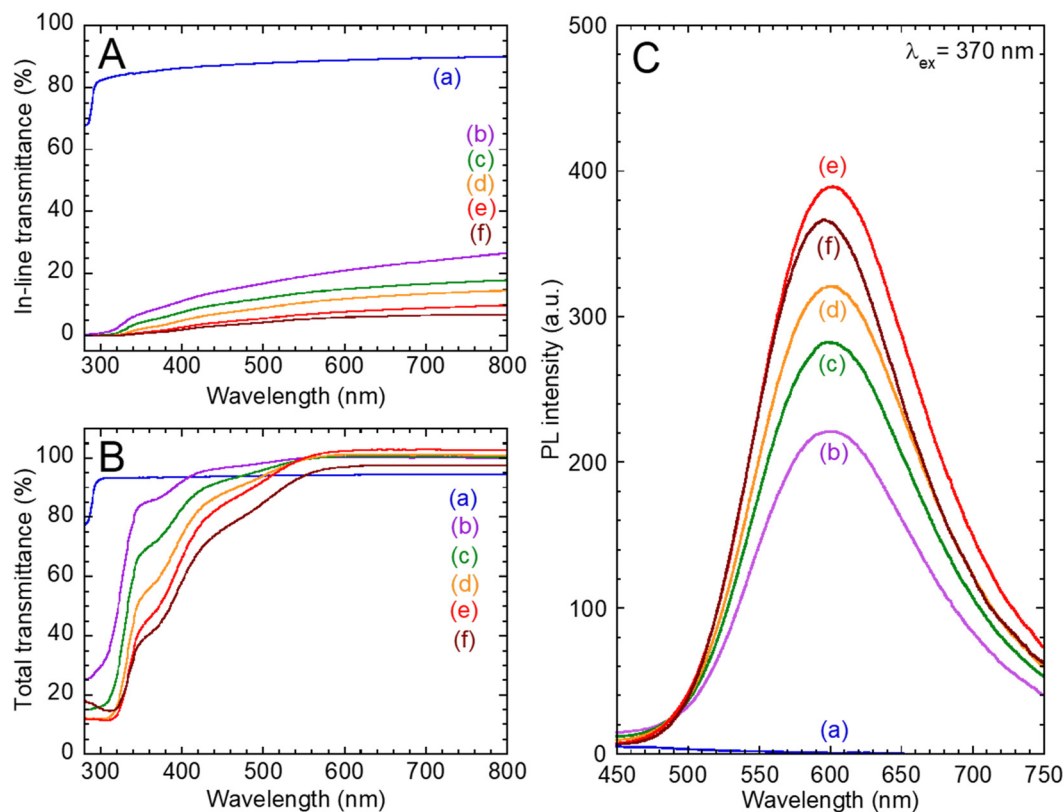 A
In-line transmittance (%)
100
80
60
40
20
0
(a)
(b)
(c)
(d)
(e)
(f)
300 400 500 600 700 800
Wavelength (nm)
B
Total transmittance (%)
100
80
60
40
20
0
(a)
(b)
(c)
(d)
(e)
(f)
300 400 500 600 700 800
Wavelength (nm)
C
λex= 370 nm
PL intensity (a.u.)
500
400
300
200
100
0
(e)
(f)
(d)
(c)
(b)
(a)
450 500 550 600 650 700 750
Wavelength (nm)